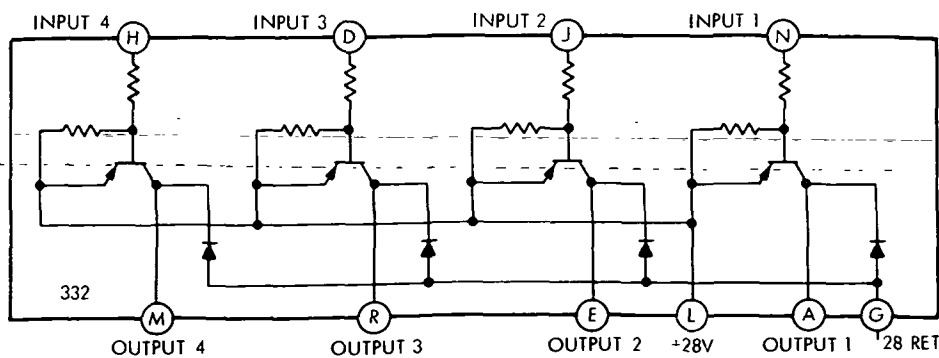 INPUT 4 H INPUT 3 D INPUT 2 J INPUT 1 N
332
M R E L A G
OUTPUT 4 OUTPUT 3 OUTPUT 2 +28V OUTPUT 1 28 RET